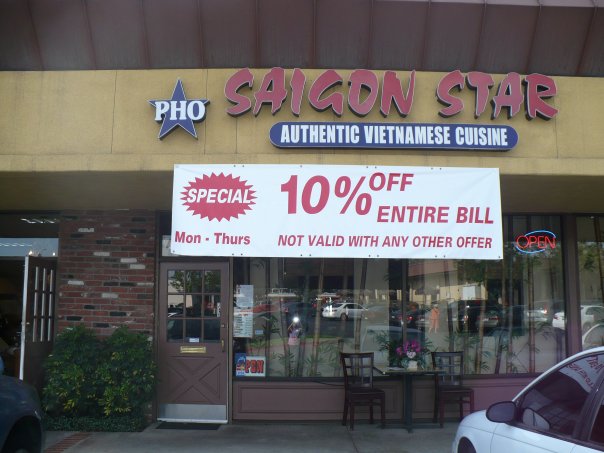 SAIGON STAR
PHO
AUTHENTIC VIETNAMESE CUISINE
SPECIAL
10% OFF
ENTIRE BILL
Mon - Thurs
NOT VALID WITH ANY OTHER OFFER
OPEN
OPEN